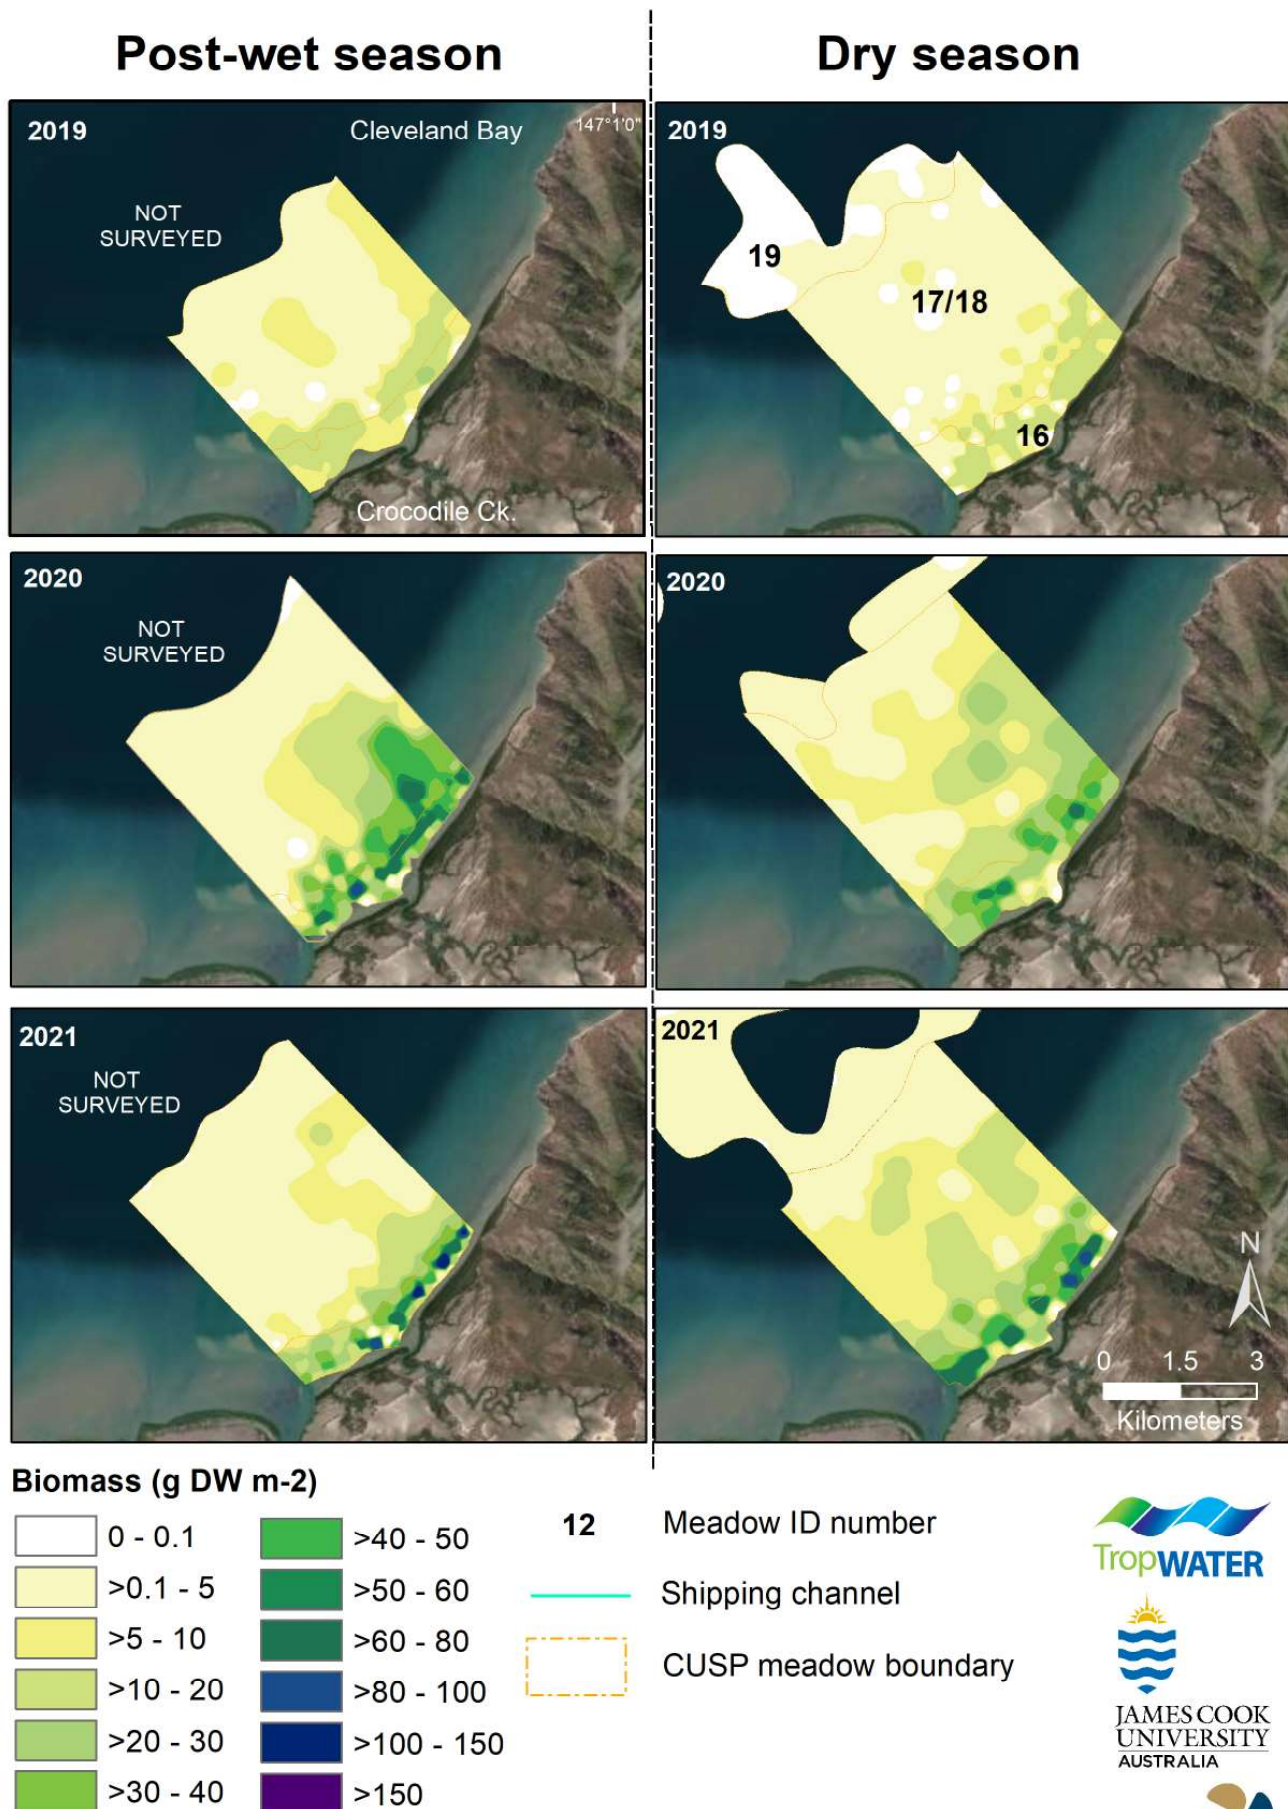 Post-wet season
Dry season
2019
Cleveland Bay
147°1'0"
NOT
SURVEYED
Crocodile Ck.
2019
19
17/18
16
2020
NOT
SURVEYED
2020
2021
NOT
SURVEYED
2021
N
0 1.5 3
Kilometers
Biomass (g DW m-2)
0 - 0.1
>0.1 - 5
>5 - 10
>10 - 20
>20 - 30
>30 - 40
>40 - 50
>50 - 60
>60 - 80
>80 - 100
>100 - 150
>150
12 Meadow ID number
Shipping channel
CUSP meadow boundary
TropWATER
JAMES COOK
UNIVERSITY
AUSTRALIA